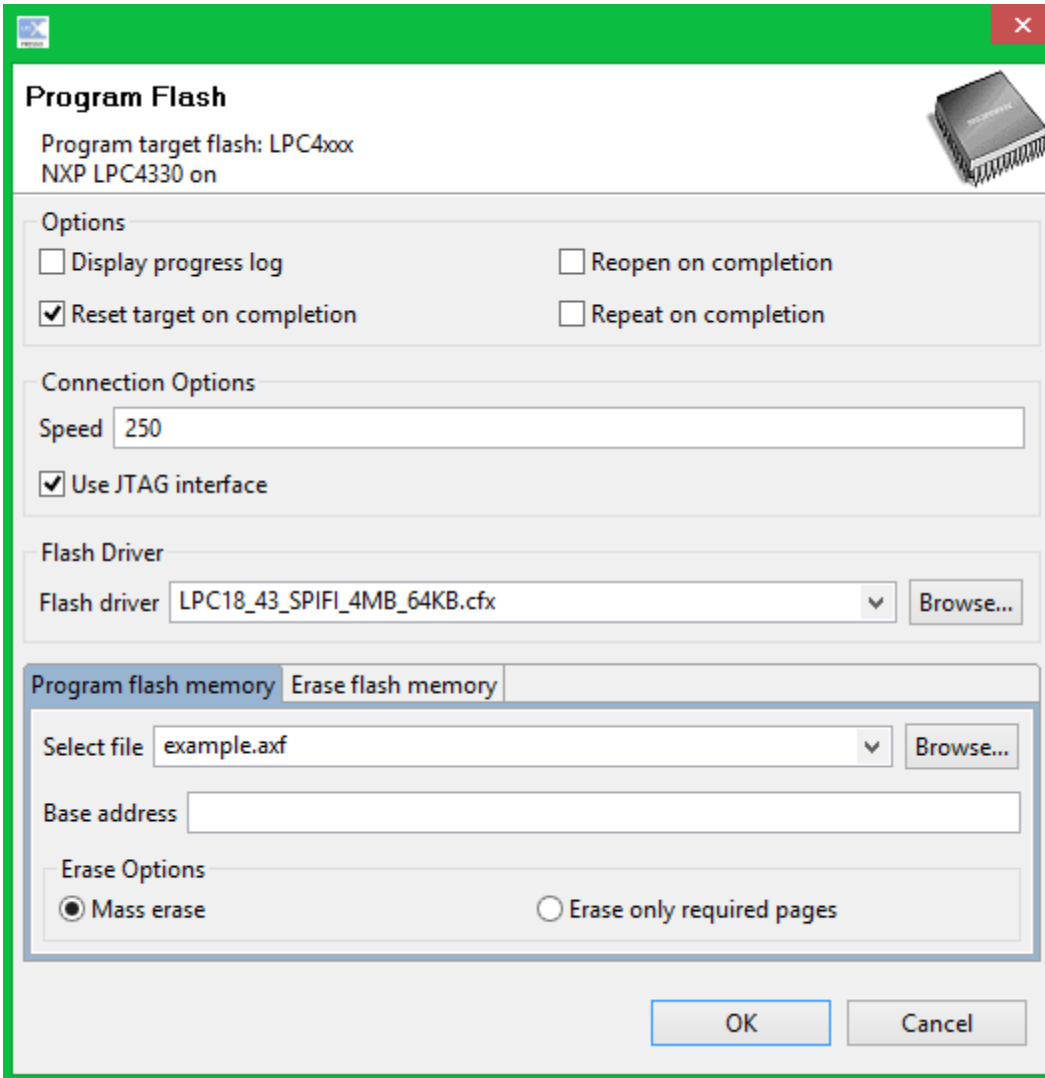 Program Flash
Program target flash: LPC4xxx
NXP LPC4330 on
Options
Display progress log
Reopen on completion
Reset target on completion
Repeat on completion
Connection Options
Speed 250
Use JTAG interface
Flash Driver
Flash driver LPC18_43_SPIFI_4MB_64KB.cfx Browse...
Program flash memory Erase flash memory
Select file example.axf Browse...
Base address
Erase Options
Mass erase
Erase only required pages
OK Cancel